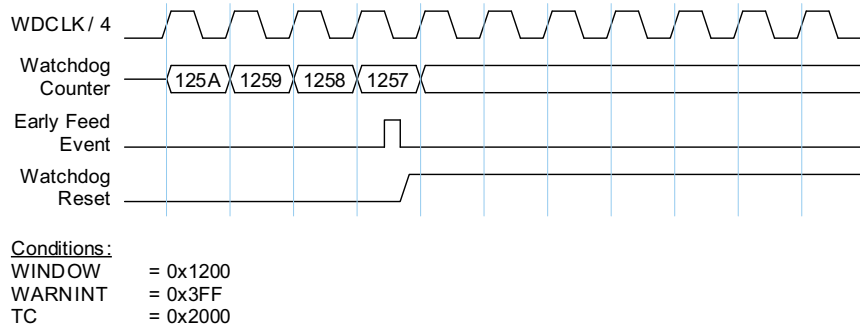 WDCLK / 4
Watchdog
Counter
125A 1259 1258 1257
Early Feed
Event
Watchdog
Reset
Conditions:
WINDOW = 0x1200
WARNINT = 0x3FF
TC = 0x2000